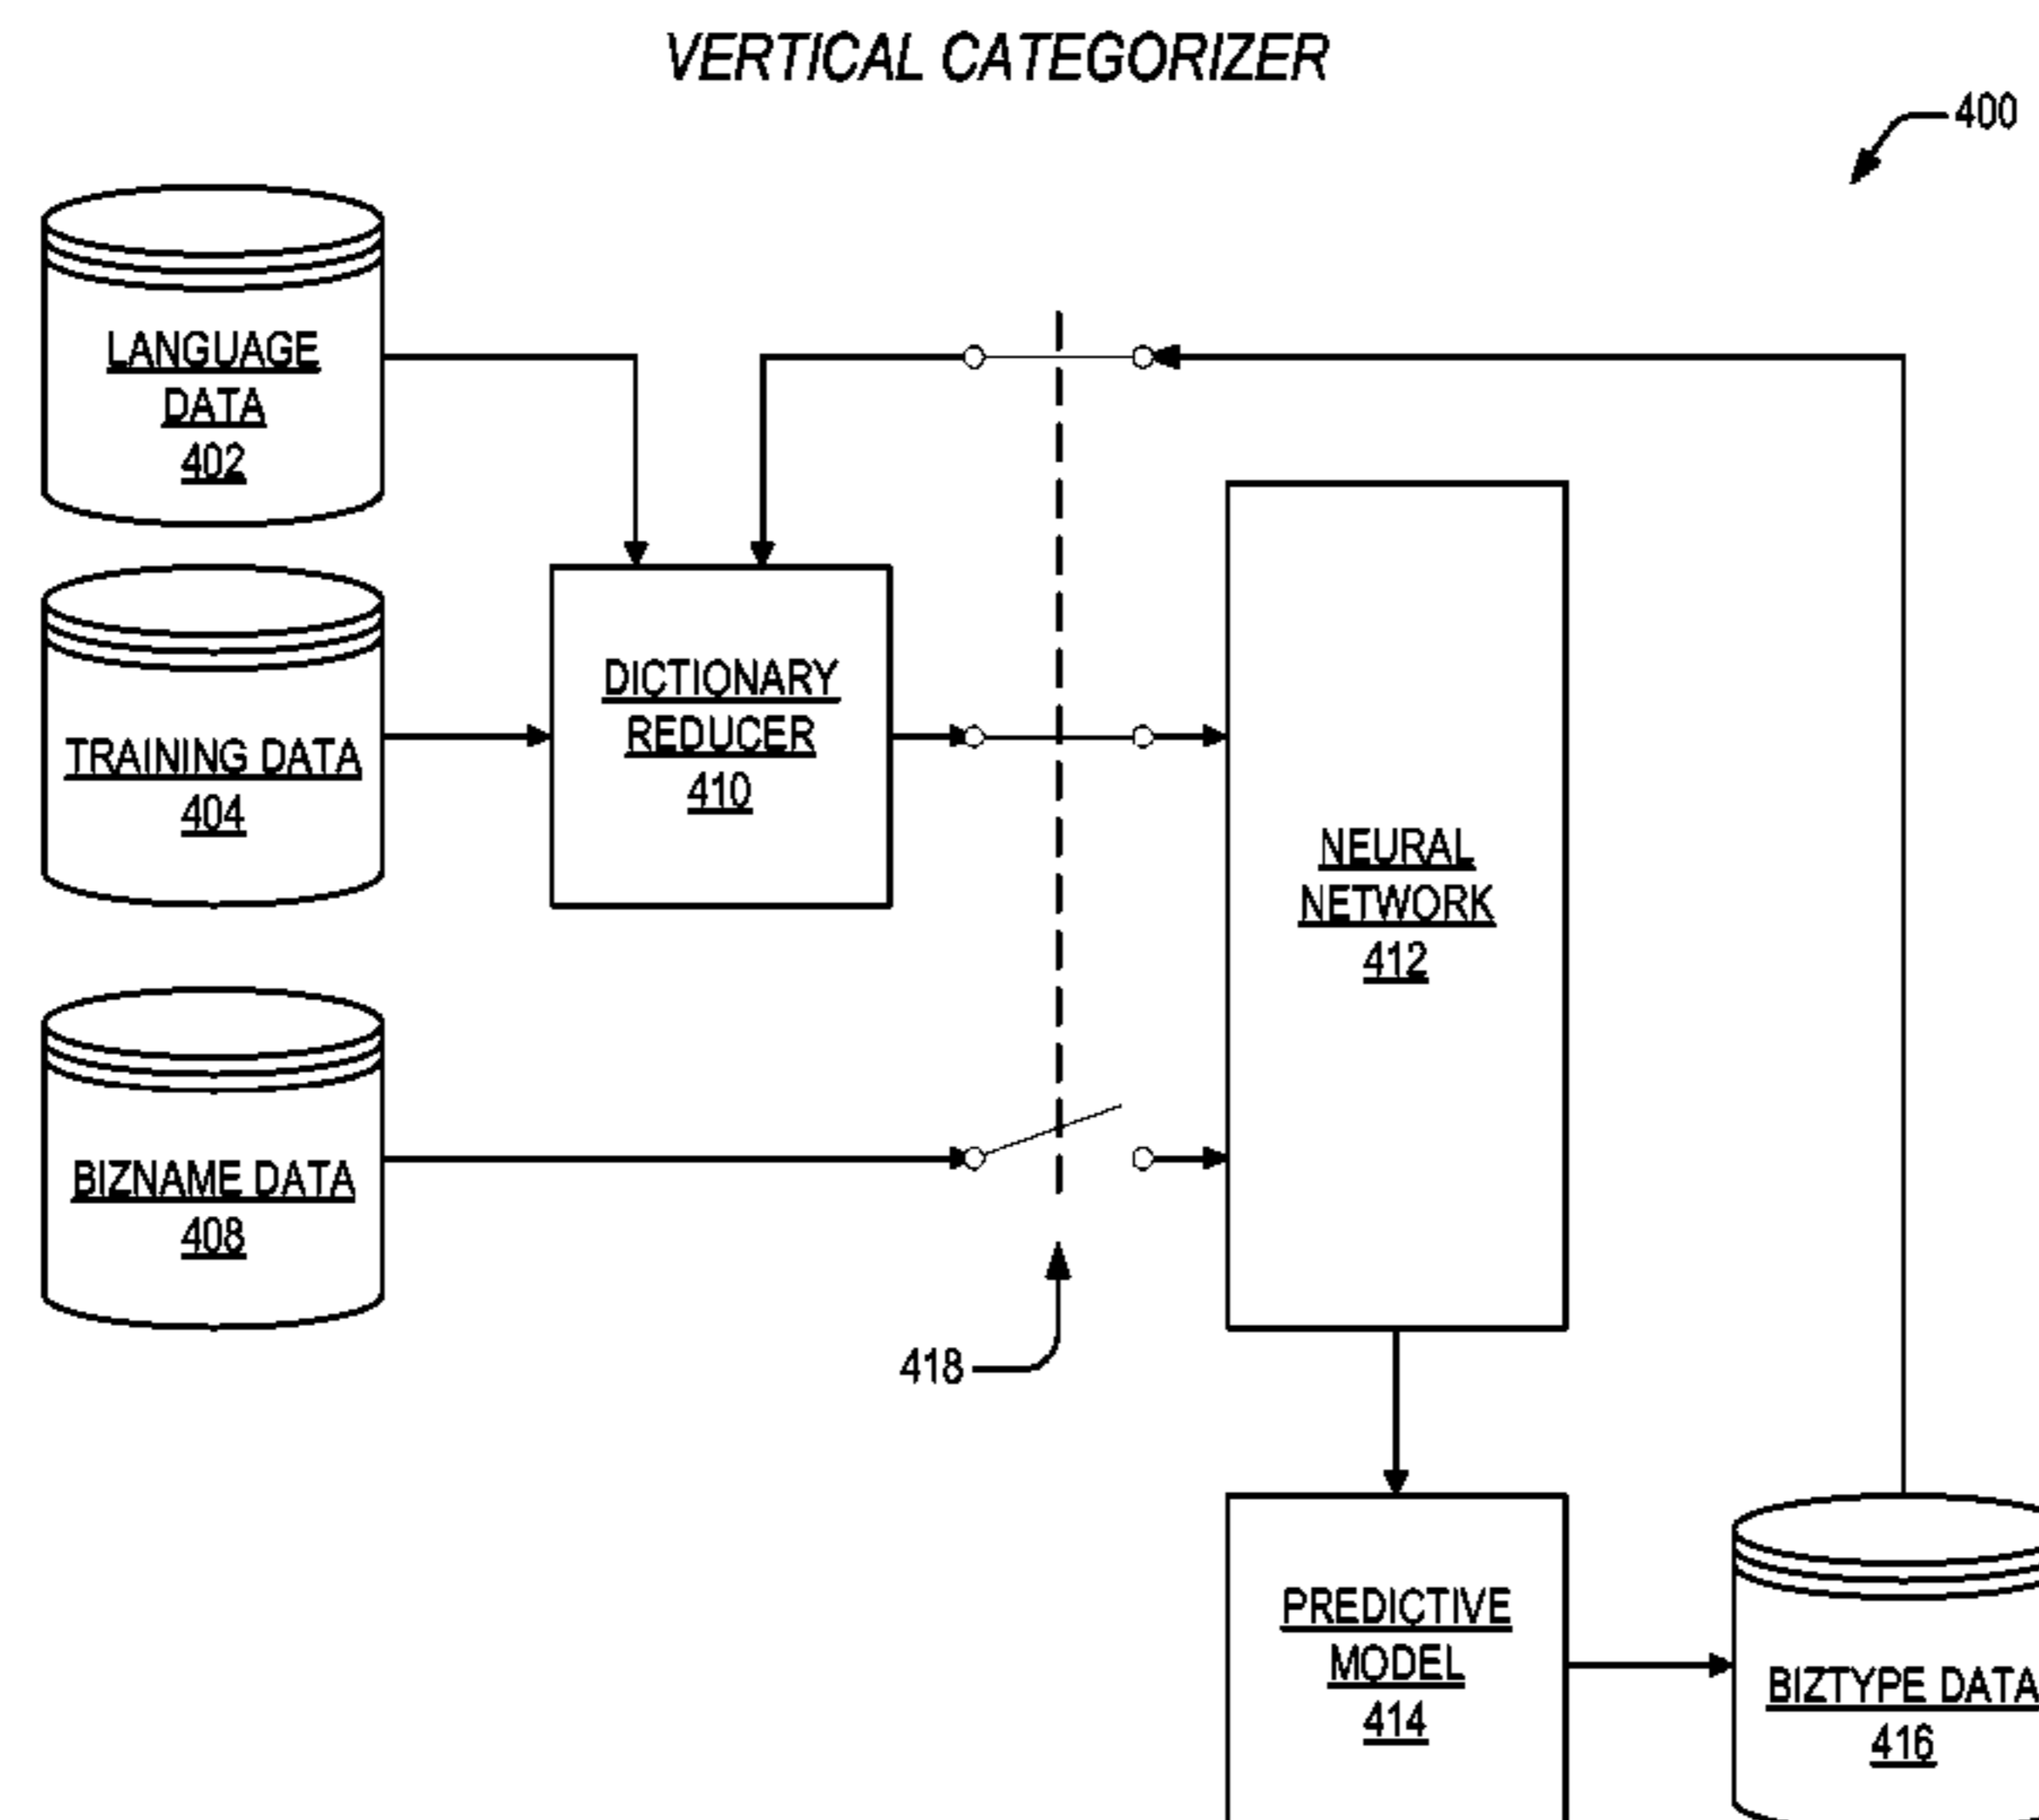 VERTICAL CATEGORIZER
400
LANGUAGE
DATA
402
TRAINING DATA
404
DICTIONARY
REDUCER
410
NEURAL
NETWORK
412
BIZNAME DATA
408
418
PREDICTIVE
MODEL
414
BIZTYPE DATA
416